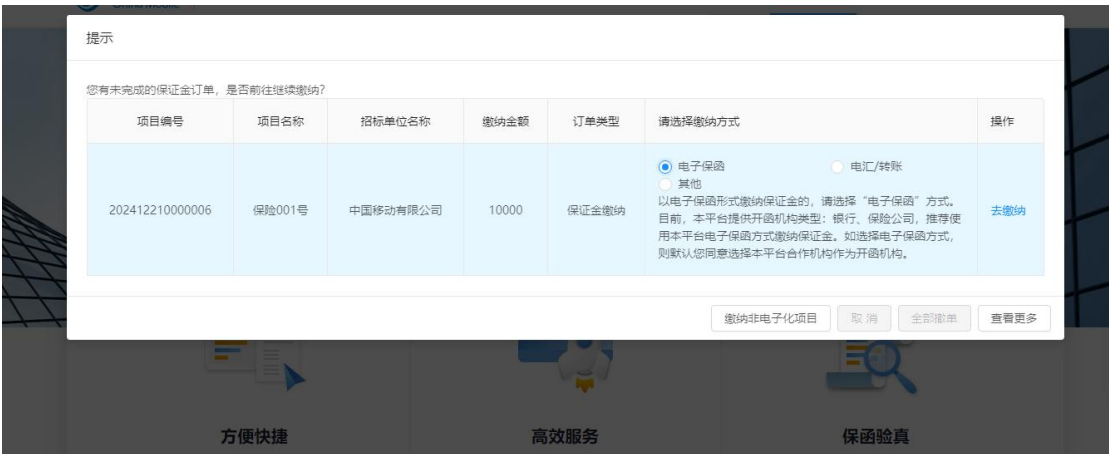 China Mobile
提示
您有未完成的保证金订单，是否前往继续缴纳？
项目编号 项目名称 招标单位名称 缴纳金额 订单类型 请选择缴纳方式 操作
电子保函 电汇/转账
其他
202412210000006 保险001号 中国移动有限公司 10000 保证金缴纳 去缴纳
以电子保函形式缴纳保证金的，请选择“电子保函”方式。
目前，本平台提供开函机构类型：银行、保险公司，推荐使
用本平台电子保函方式缴纳保证金。如选择电子保函方式，
则默认您同意选择本平台合作机构作为开函机构。
缴纳非电子化项目 取 消 全部撤单 查看更多
方便快捷 高效服务 保函验真